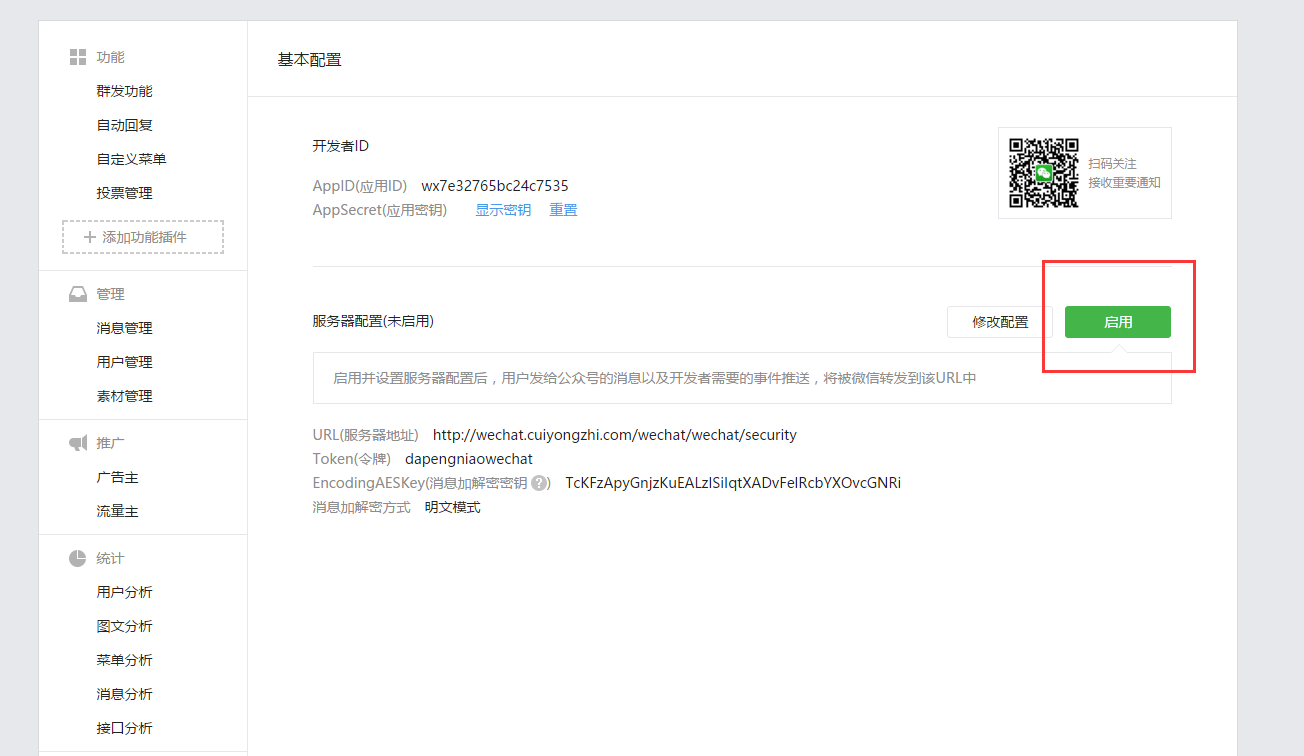 功能
群发功能
自动回复
自定义菜单
投票管理
添加功能插件
管理
消息管理
用户管理
素材管理
推广
广告主
流量主
统计
用户分析
图文分析
菜单分析
消息分析
接口分析
基本配置
开发者ID
AppID(应用ID) wx7e32765bc24c7535
AppSecret(应用密钥) 显示密钥 重置
扫码关注
接收重要通知
服务器配置(未启用)
修改配置
启用
启用并设置服务器配置后，用户发给公众号的消息以及开发者需要的事件推送，将被微信转发到该URL中
URL(服务器地址) http://wechat.cuiyongzhi.com/wechat/wechat/security
Token(令牌) dapengniaowechat
EncodingAESKey(消息加解密密钥 ?) TcKFzApyGnjzKuEALzlSiIqtXADvFelRcbYXOvcGNRi
消息加解密方式 明文模式